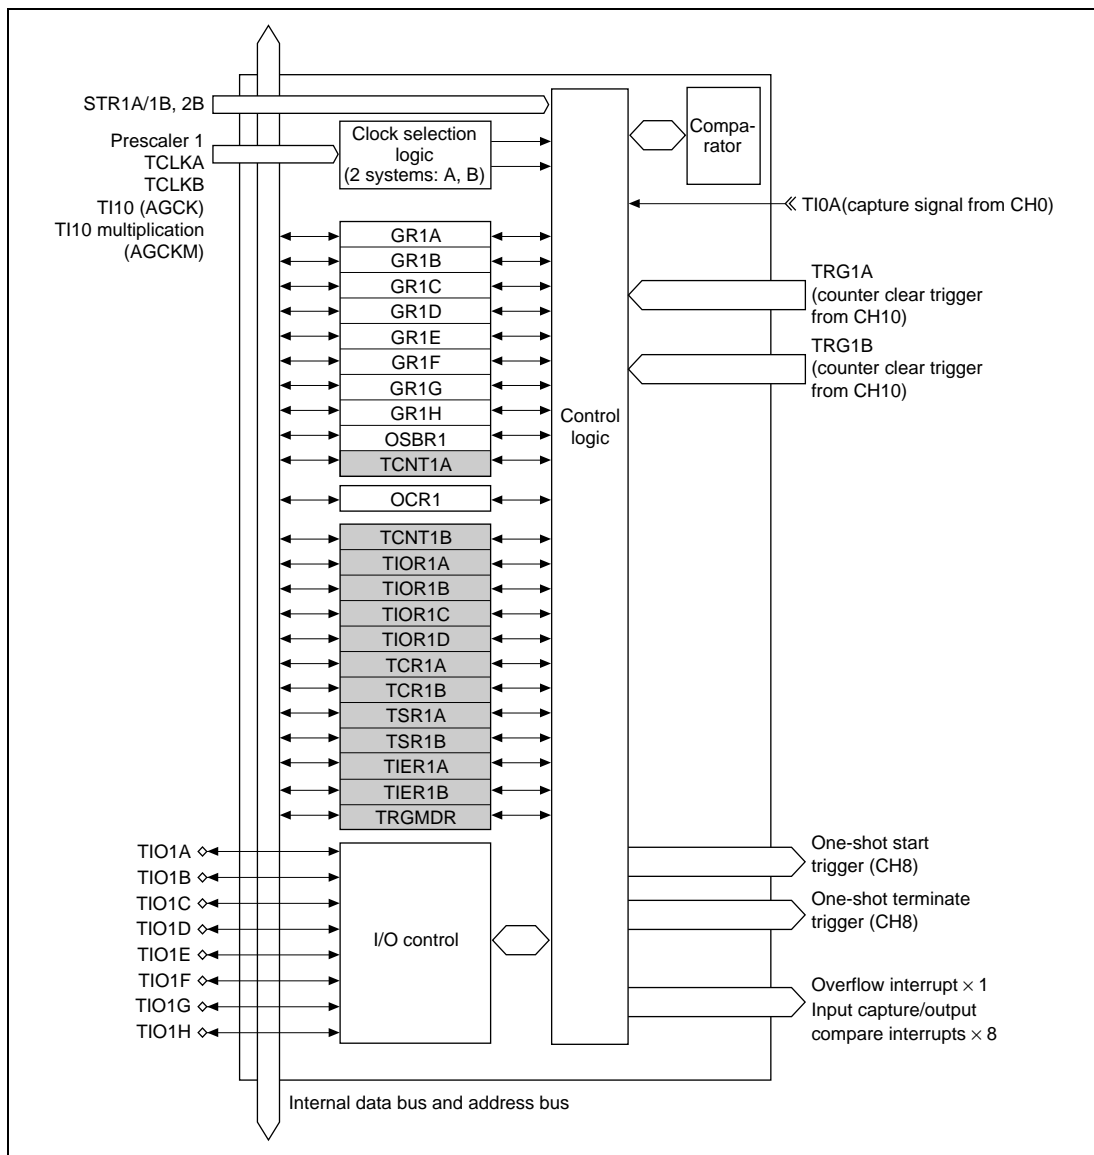 STR1A/1B, 2B
Prescaler 1
TCLKA
TCLKB
TI10 (AGCK)
TI10 multiplication
(AGCKM)
Clock selection
logic
(2 systems: A, B)
Compa-
rator
TI0A(capture signal from CH0)
TRG1A
(counter clear trigger
from CH10)
TRG1B
(counter clear trigger
from CH10)
GR1A
GR1B
GR1C
GR1D
GR1E
GR1F
GR1G
GR1H
OSBR1
TCNT1A
OCR1
Control
logic
TCNT1B
TIOR1A
TIOR1B
TIOR1C
TIOR1D
TCR1A
TCR1B
TSR1A
TSR1B
TIER1A
TIER1B
TRGMDR
TIO1A
TIO1B
TIO1C
TIO1D
TIO1E
TIO1F
TIO1G
TIO1H
I/O control
One-shot start
trigger (CH8)
One-shot terminate
trigger (CH8)
Overflow interrupt × 1
Input capture/output
compare interrupts × 8
Internal data bus and address bus